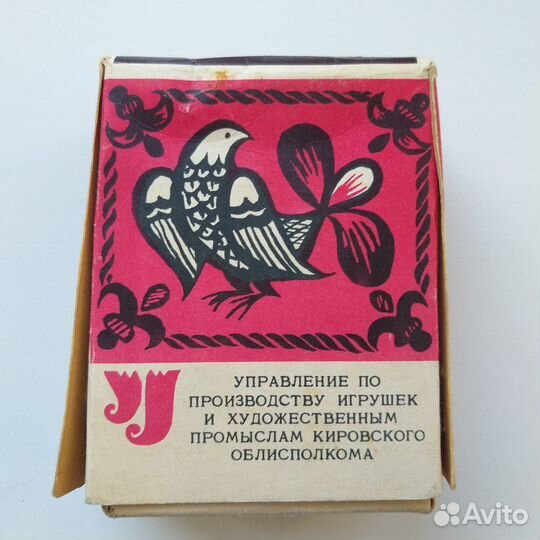 УПРАВЛЕНИЕ ПО
ПРОИЗВОДСТВУ ИГРУШЕК
И ХУДОЖЕСТВЕННЫМ
ПРОМЫСЛАМ КИРОВСКОГО
ОБЛИСПОЛКОМА
Avito